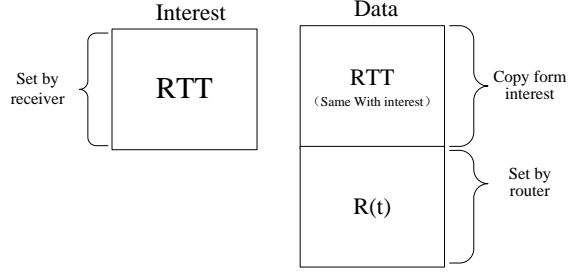 Interest
Data
Set by
receiver
RTT
RTT
（Same With interest）
Copy form
interest
R(t)
Set by
router